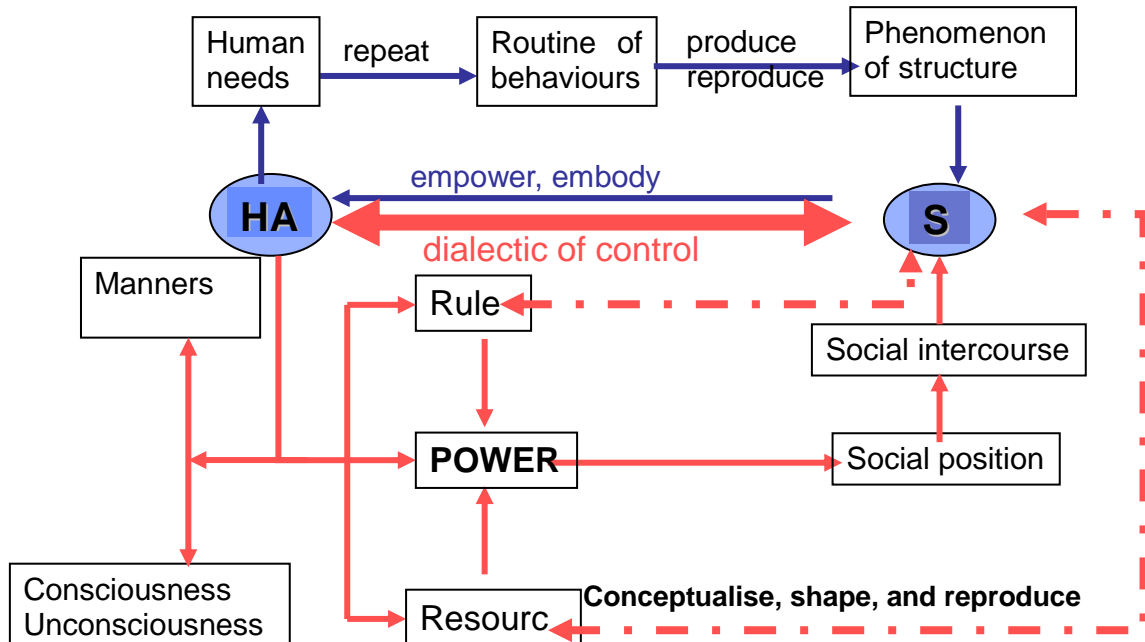 Human
needs
repeat
Routine of
behaviours
produce
reproduce
Phenomenon
of structure
empower, embody
HA
S
dialectic of control
Manners
Rule
Social intercourse
POWER
Social position
Consciousness
Unconsciousness
Resourc
Conceptualise, shape, and reproduce